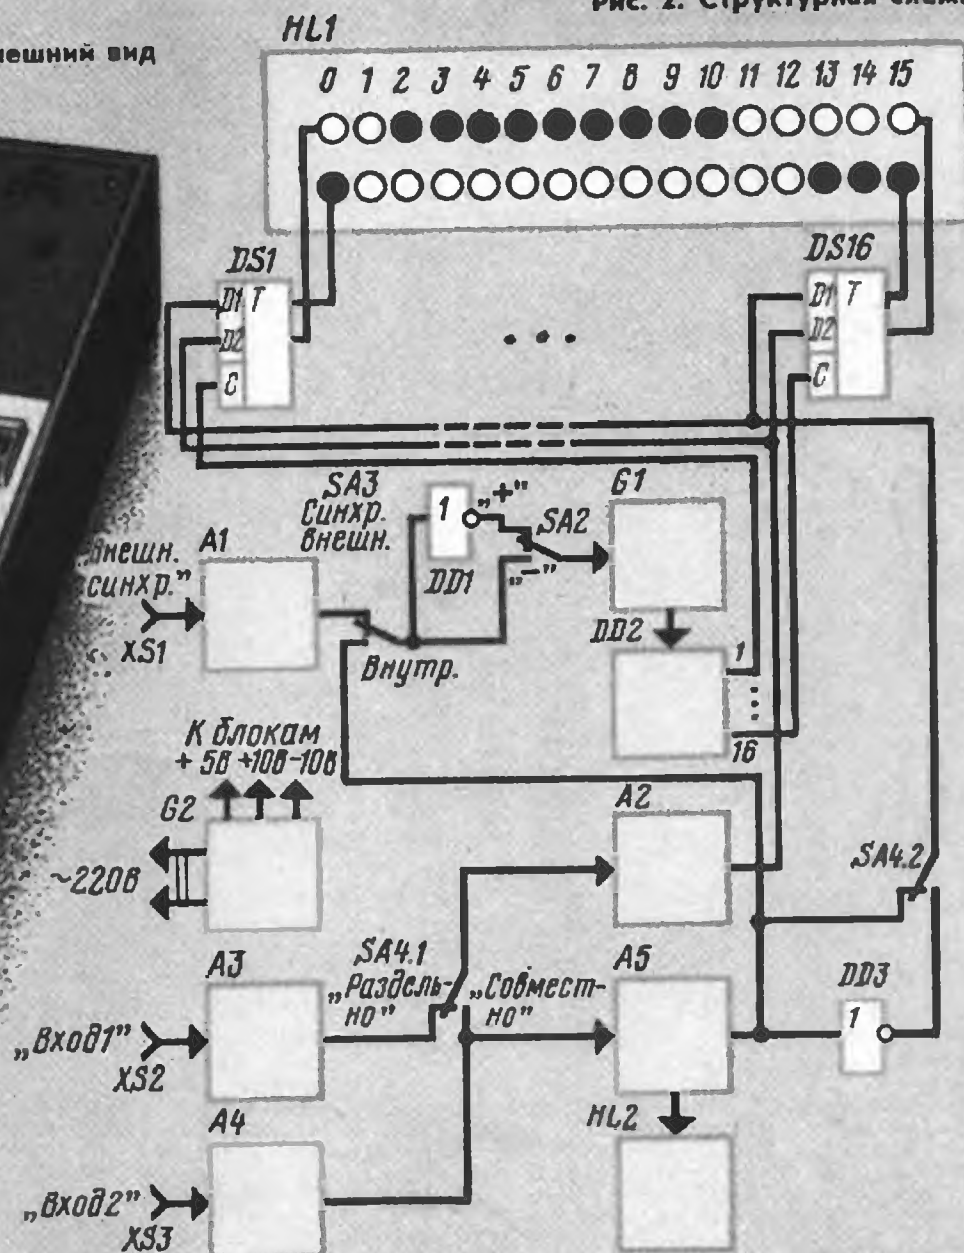 Рис. 2. Структурная
нешний вид
HL1
0 1 2 3 4 5 6 7 8 9 10 11 12 13 14 15
DS1
DS16
D1 T
D2
C
D1 T
D2
C
. . .
SA3
Синхр.
внешн.
1
„+”
SA2
„–”
DD1
G1
„Внешн.
синхр.”
XS1
A1
Внутр.
DD2
1
16
К блокам
+ 5В +10В -10В
G2
~220В
A2
SA4.2
A3
SA4.1
„Раздель-
но”
„Совмест-
но”
A5
DD3
1
„Вход1”
XS2
A4
HL2
„Вход2”
XS3